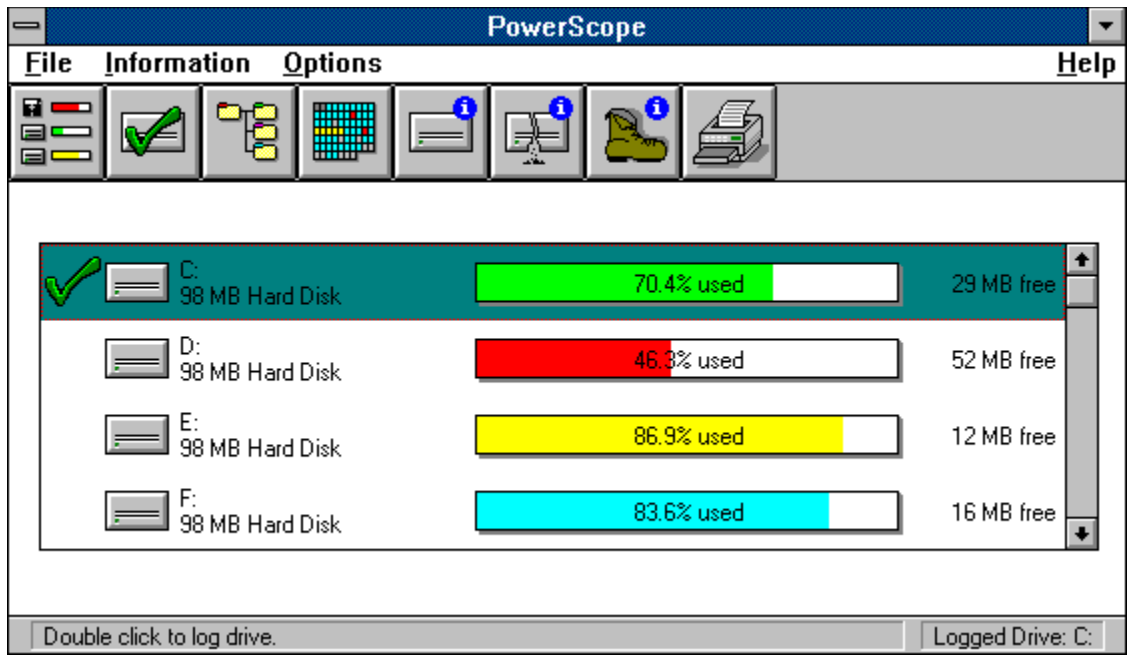 PowerScope
File Information Options Help
C:
98 MB Hard Disk
70.4% used
29 MB free
D:
98 MB Hard Disk
46.3% used
52 MB free
E:
98 MB Hard Disk
86.9% used
12 MB free
F:
98 MB Hard Disk
83.6% used
16 MB free
Double click to log drive.
Logged Drive: C: